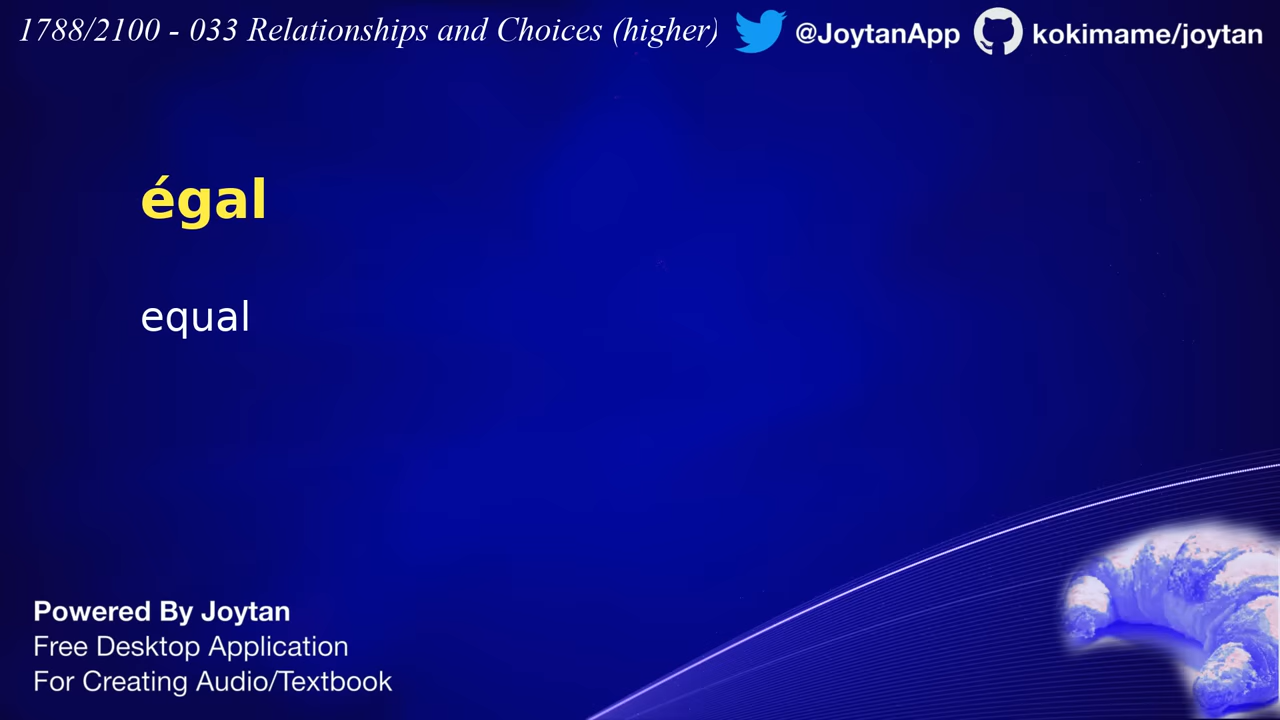 1788/2100 - 033 Relationships and Choices (higher)
@JoytanApp
kokimame/joytan
égal
equal
Powered By Joytan
Free Desktop Application
For Creating Audio/Textbook